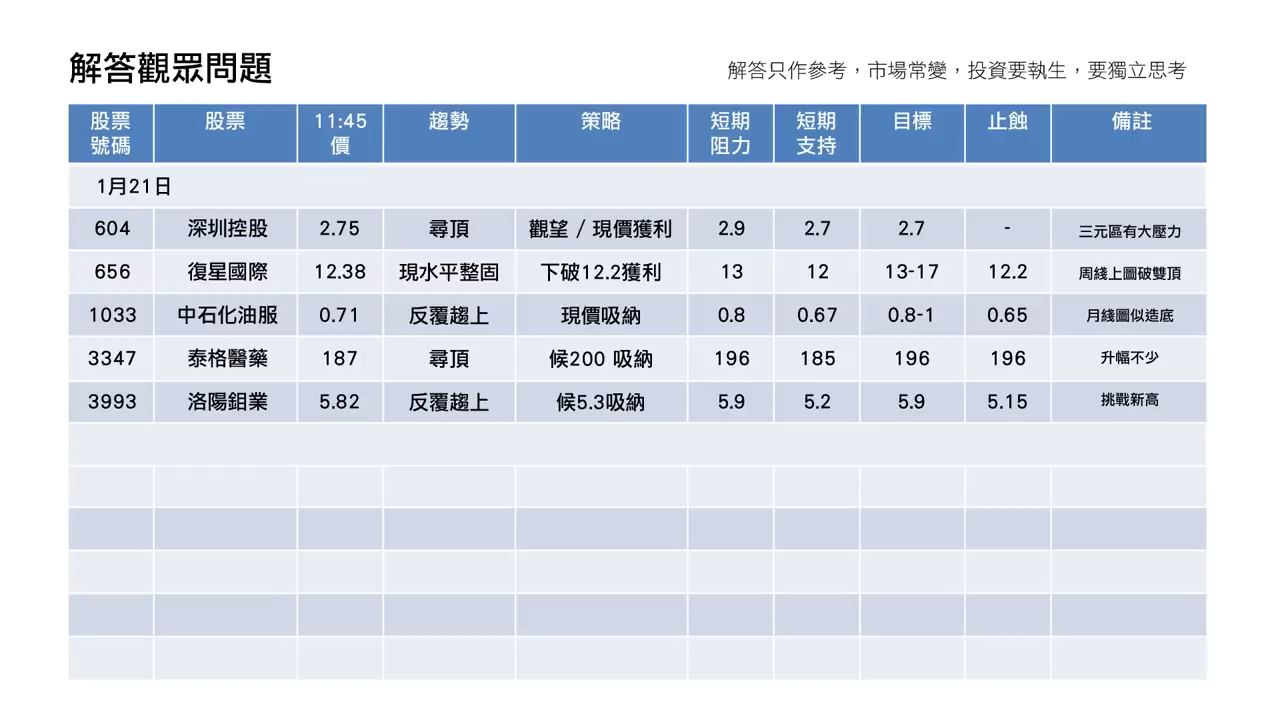 解答觀眾問題
解答只作參考，市場常變，投資要執生，要獨立思考
股票號碼 股票 11:45價 趨勢 策略 短期阻力 短期支持 目標 止蝕 備註
1月21日
604 深圳控股 2.75 尋頂 觀望 / 現價獲利 2.9 2.7 2.7 - 三元區有大壓力
656 復星國際 12.38 現水平整固 下破12.2獲利 13 12 13-17 12.2 周綫上圖破雙頂
1033 中石化油服 0.71 反覆趨上 現價吸納 0.8 0.67 0.8-1 0.65 月綫圖似造底
3347 泰格醫藥 187 尋頂 候200 吸納 196 185 196 196 升幅不少
3993 洛陽鉬業 5.82 反覆趨上 候5.3吸納 5.9 5.2 5.9 5.15 挑戰新高